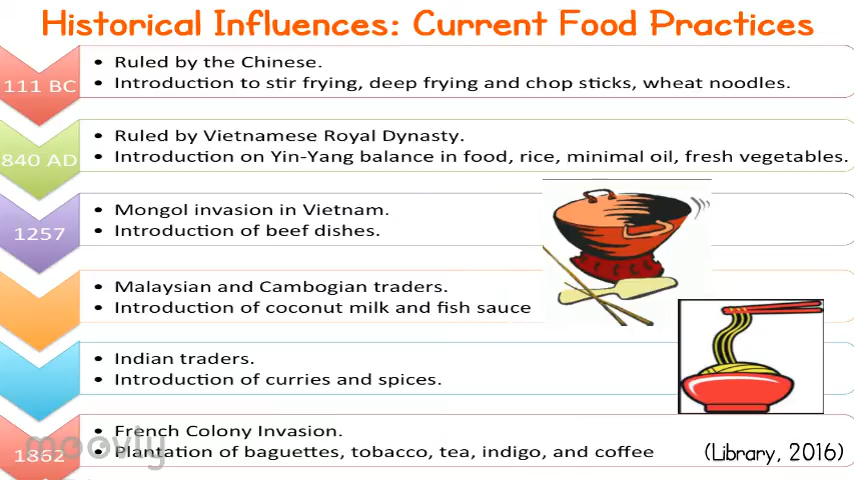 Historical Influences: Current Food Practices
111 BC
• Ruled by the Chinese.
• Introduction to stir frying, deep frying and chop sticks, wheat noodles.
840 AD
• Ruled by Vietnamese Royal Dynasty.
• Introduction on Yin-Yang balance in food, rice, minimal oil, fresh vegetables.
1257
• Mongol invasion in Vietnam.
• Introduction of beef dishes.
• Malaysian and Cambogian traders.
• Introduction of coconut milk and fish sauce
• Indian traders.
• Introduction of curries and spices.
1862
• French Colony Invasion.
• Plantation of baguettes, tobacco, tea, indigo, and coffee
(Library, 2016)
moovly